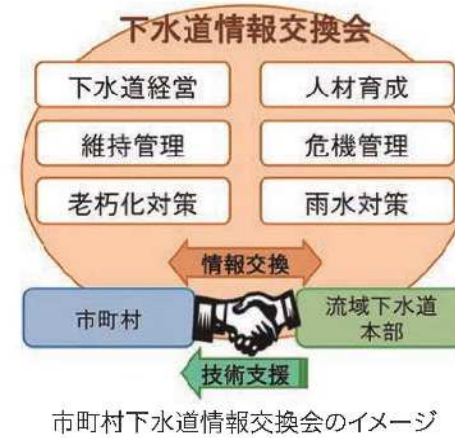 下水道情報交換会
下水道経営
人材育成
維持管理
危機管理
老朽化対策
雨水対策
情報交換
市町村
流域下水道
本部
技術支援
市町村下水道情報交換会のイメージ